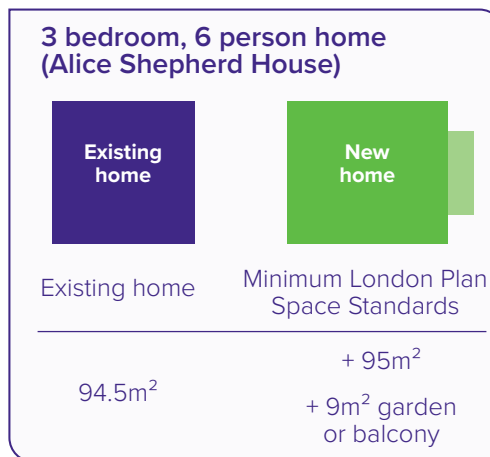 3 bedroom, 6 person home
(Alice Shepherd House)
Existing
home
New
home
Existing home
Minimum London Plan
Space Standards
94.5m²
+ 95m²
+ 9m² garden
or balcony